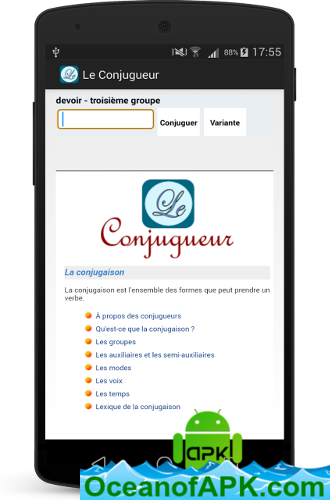 88% 17:55
Le Conjugueur
devoir - troisième groupe
Conjuguer Variante
Le
Conjugueur
La conjugaison
La conjugaison est l'ensemble des formes que peut prendre un
verbe.
À propos des conjugueurs
Qu'est-ce que la conjugaison ?
Les groupes
Les auxiliaires et les semi-auxiliaires
Les modes
Les voix
Les temps
Lexique de la conjugaison
apk!
OceanofAPK.com